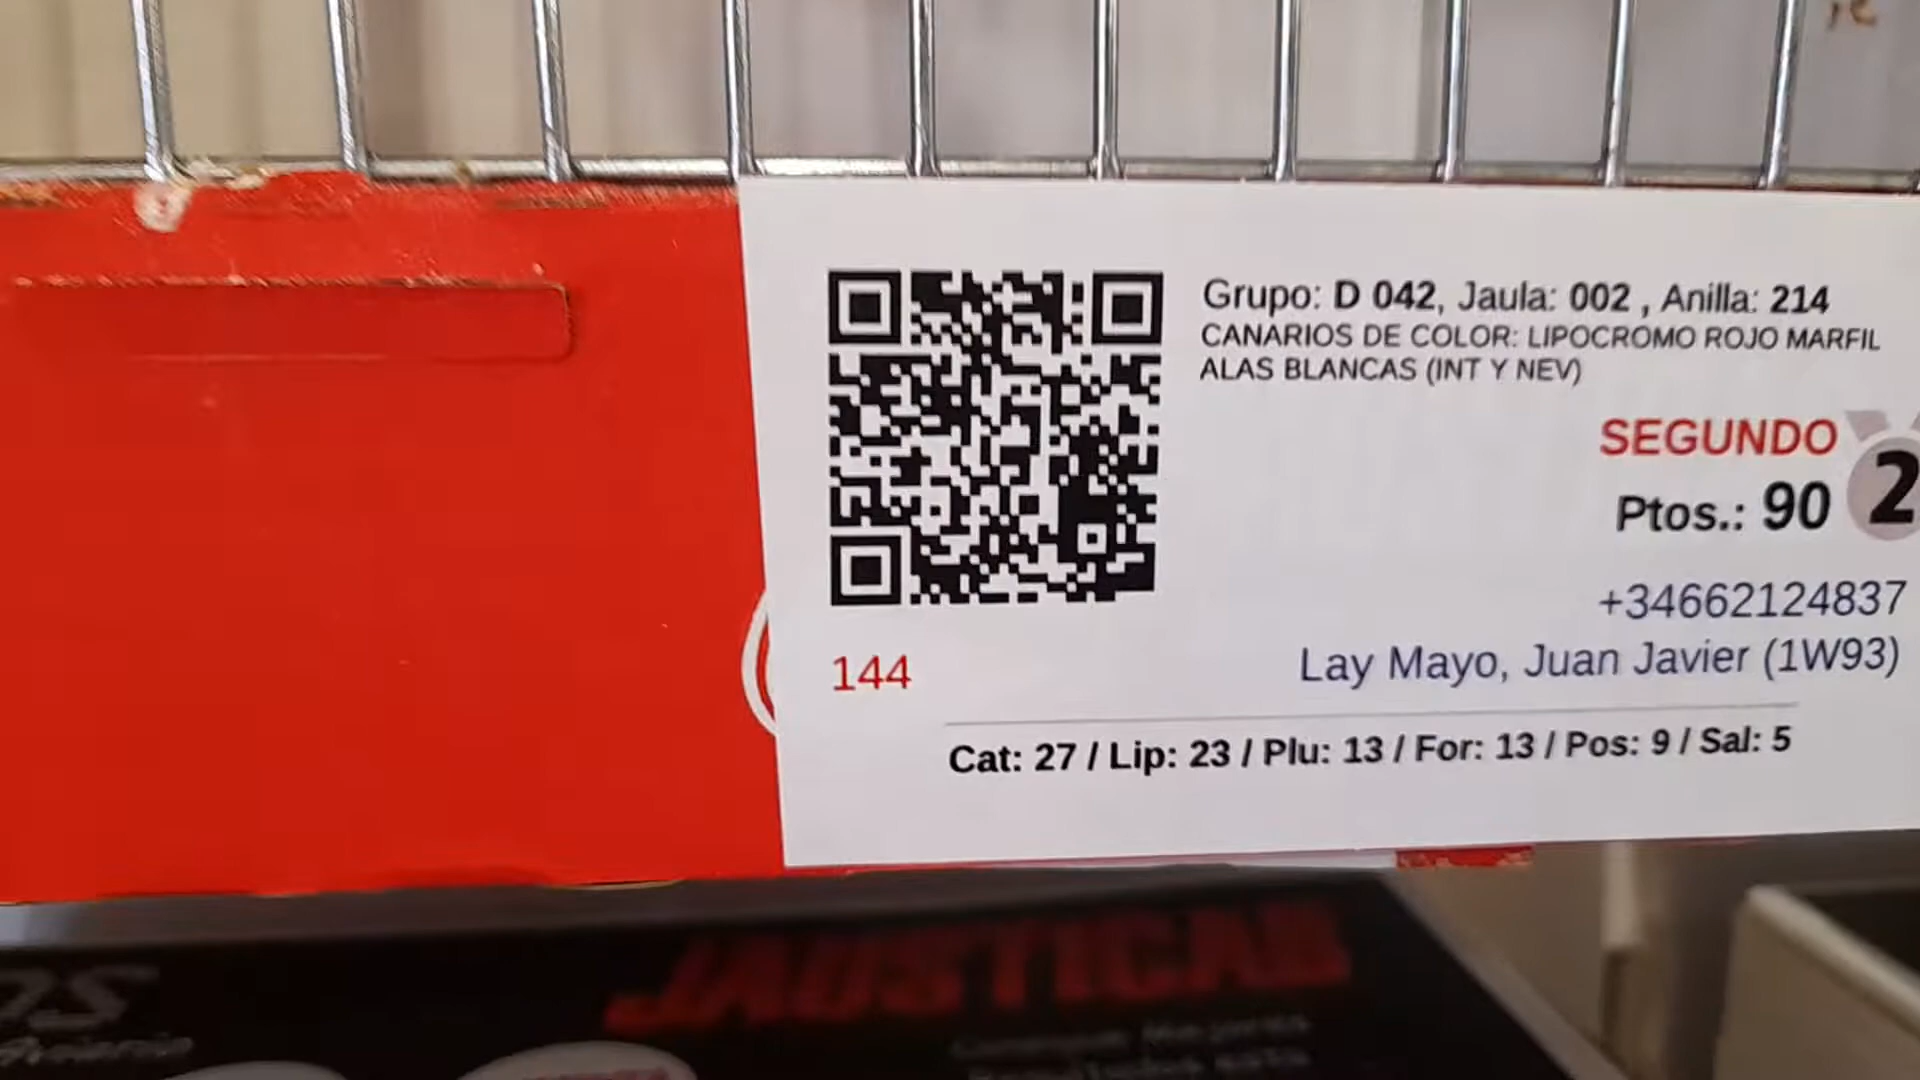 Grupo: D 042, Jaula: 002 , Anilla: 214
CANARIOS DE COLOR: LIPOCROMO ROJO MARFIL
ALAS BLANCAS (INT Y NEV)
SEGUNDO
2
Ptos.: 90
+34662124837
Lay Mayo, Juan Javier (1W93)
144
Cat: 27 / Lip: 23 / Plu: 13 / For: 13 / Pos: 9 / Sal: 5